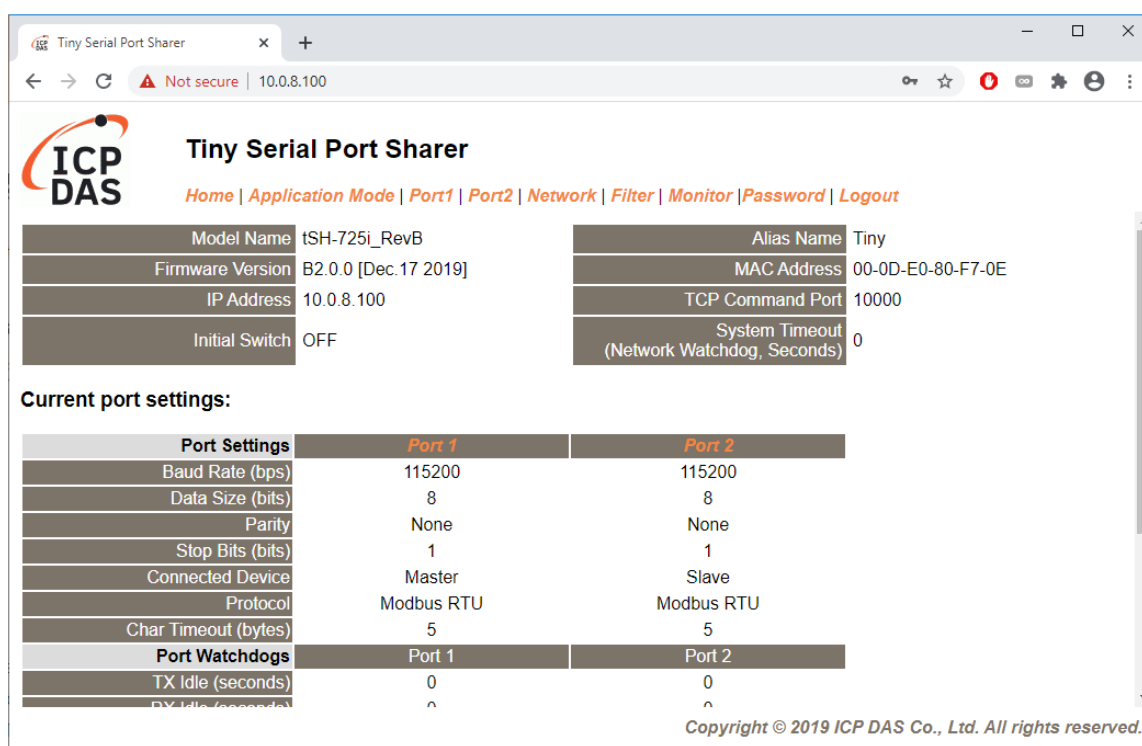 Tiny Serial Port Sharer
Not secure | 10.0.8.100
ICP DAS
Tiny Serial Port Sharer
Home | Application Mode | Port1 | Port2 | Network | Filter | Monitor |Password | Logout
Model Name tSH-725i_RevB Alias Name Tiny
Firmware Version B2.0.0 [Dec.17 2019] MAC Address 00-0D-E0-80-F7-0E
IP Address 10.0.8.100 TCP Command Port 10000
Initial Switch OFF System Timeout (Network Watchdog, Seconds) 0
Current port settings:
Port Settings Port 1 Port 2
Baud Rate (bps) 115200 115200
Data Size (bits) 8 8
Parity None None
Stop Bits (bits) 1 1
Connected Device Master Slave
Protocol Modbus RTU Modbus RTU
Char Timeout (bytes) 5 5
Port Watchdogs Port 1 Port 2
TX Idle (seconds) 0 0
RX Idle (seconds) 0 0
Copyright © 2019 ICP DAS Co., Ltd. All rights reserved.